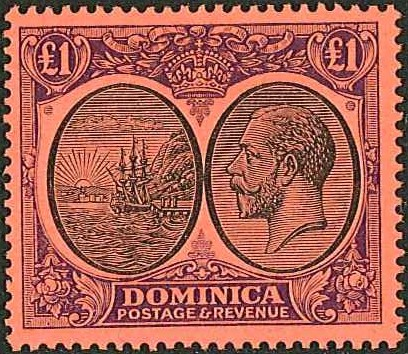 £1 £1
DOMINICA
POSTAGE & REVENUE